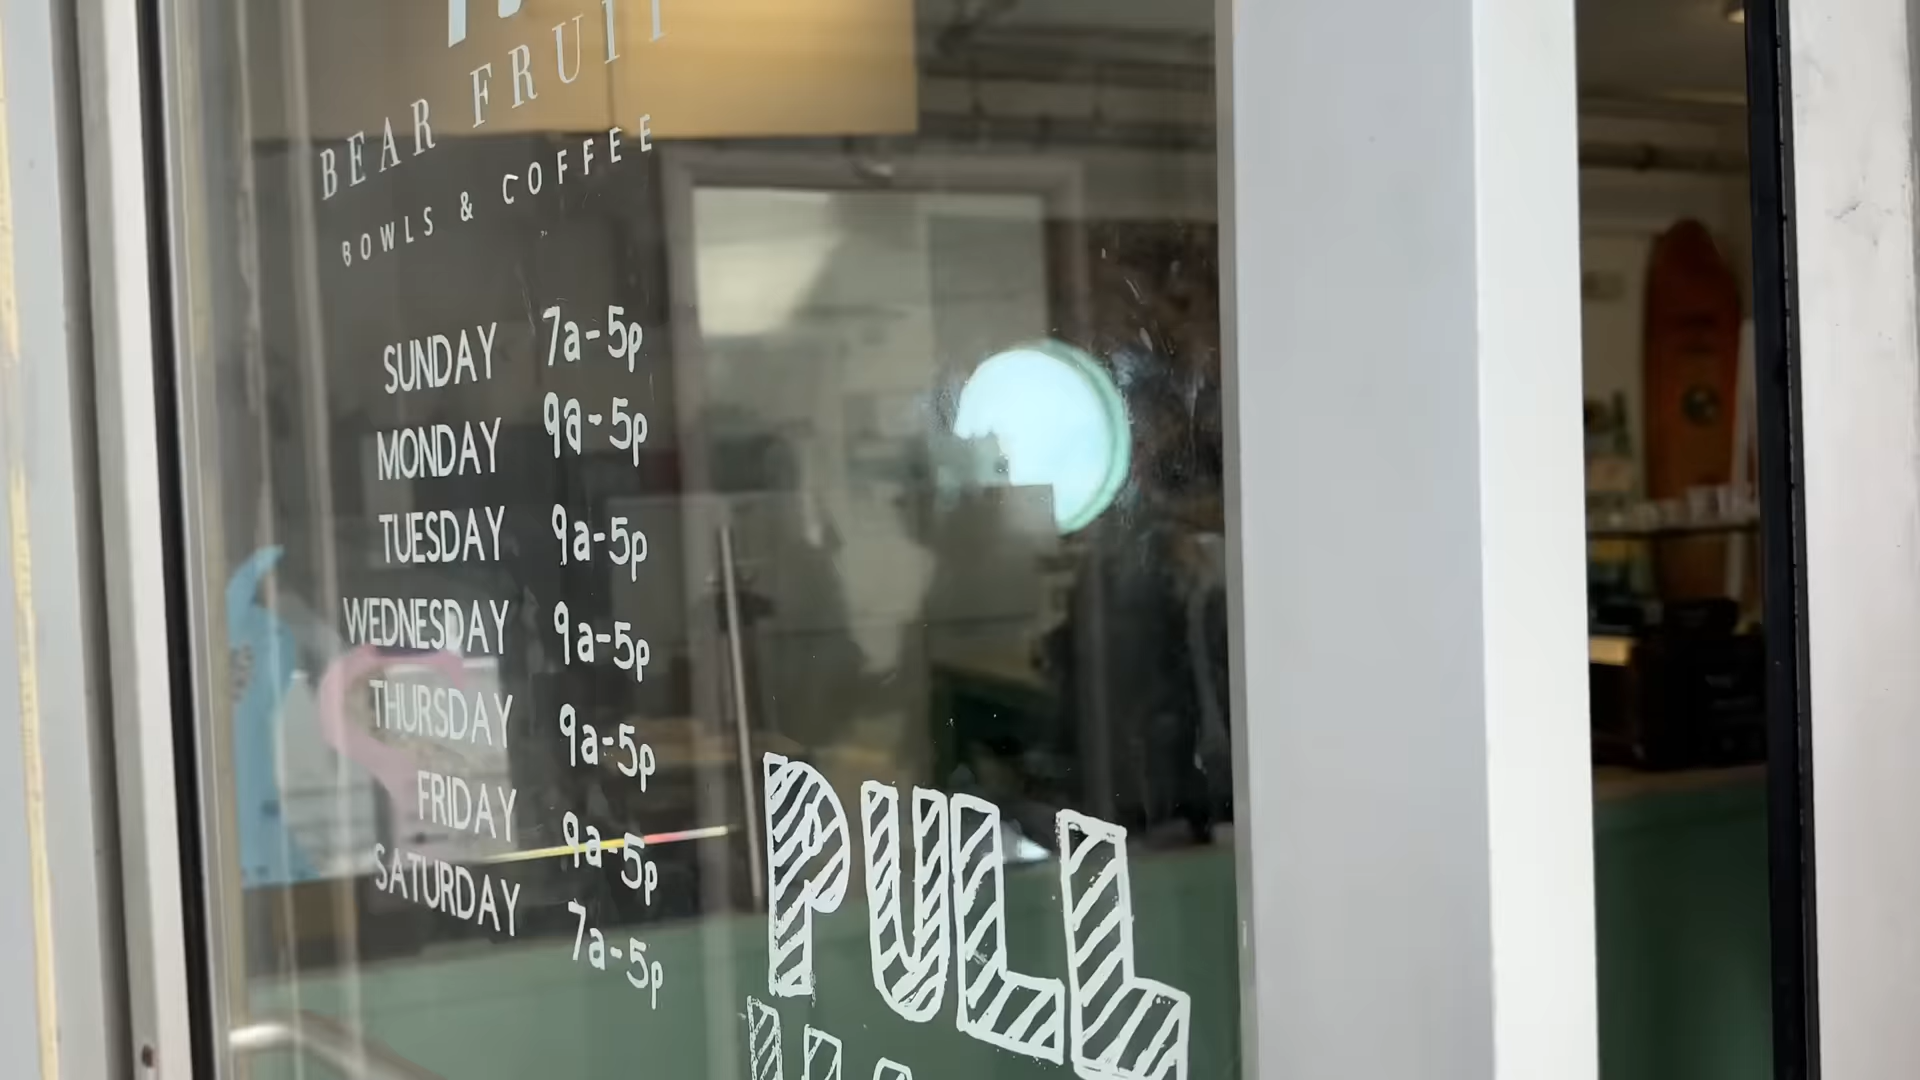 BEAR FRUIT
BOWLS & COFFEE
SUNDAY 7a-5p
MONDAY 9a-5p
TUESDAY 9a-5p
WEDNESDAY 9a-5p
THURSDAY 9a-5p
FRIDAY 9a-5p
SATURDAY 7a-5p
PULL